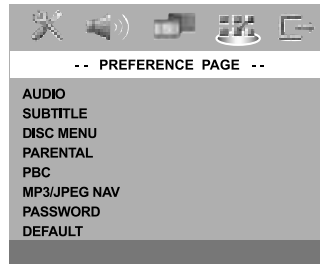 -- PREFERENCE PAGE --
AUDIO
SUBTITLE
DISC MENU
PARENTAL
PBC
MP3/JPEG NAV
PASSWORD
DEFAULT